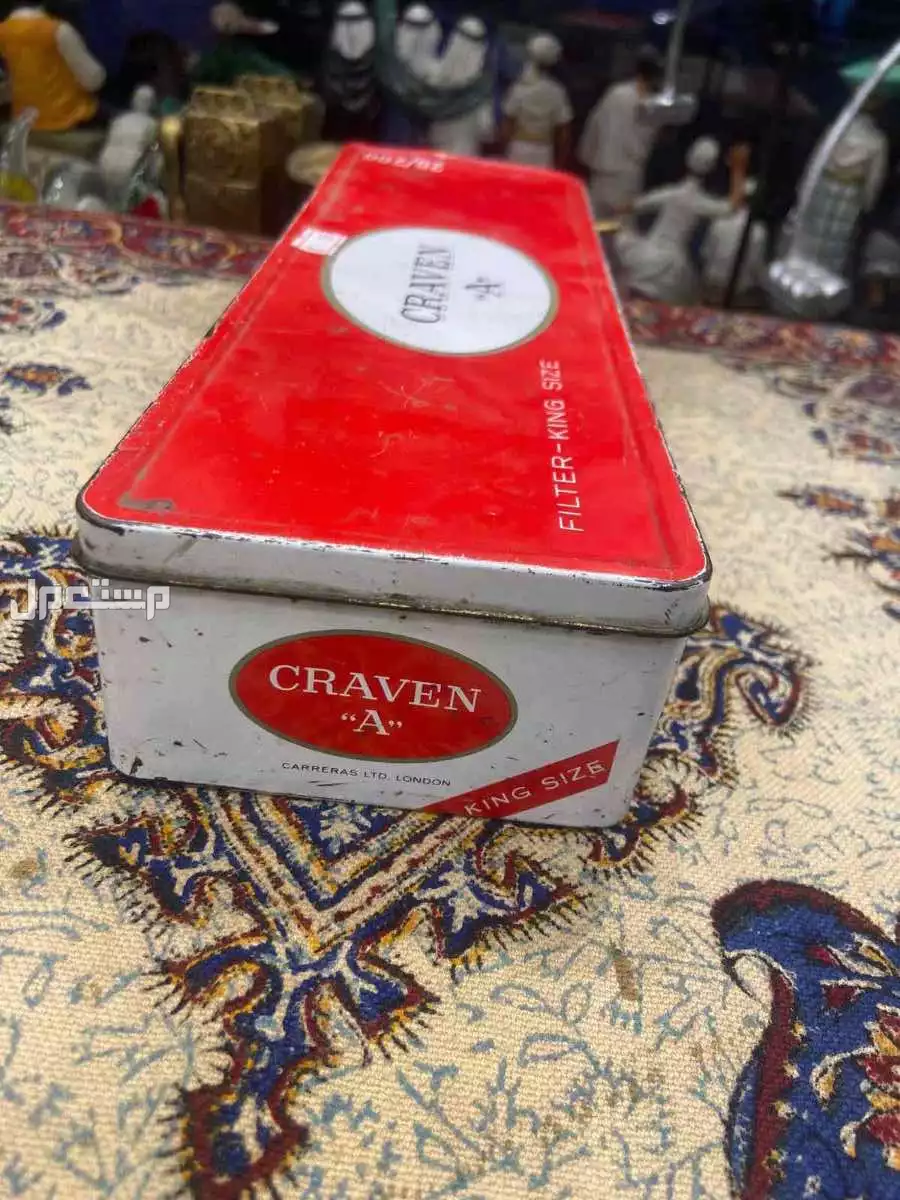 CRAVEN
"A"
FILTER-KING SIZE
CRAVEN
"A"
CARRERAS LTD. LONDON
KING SIZE
مستعمل